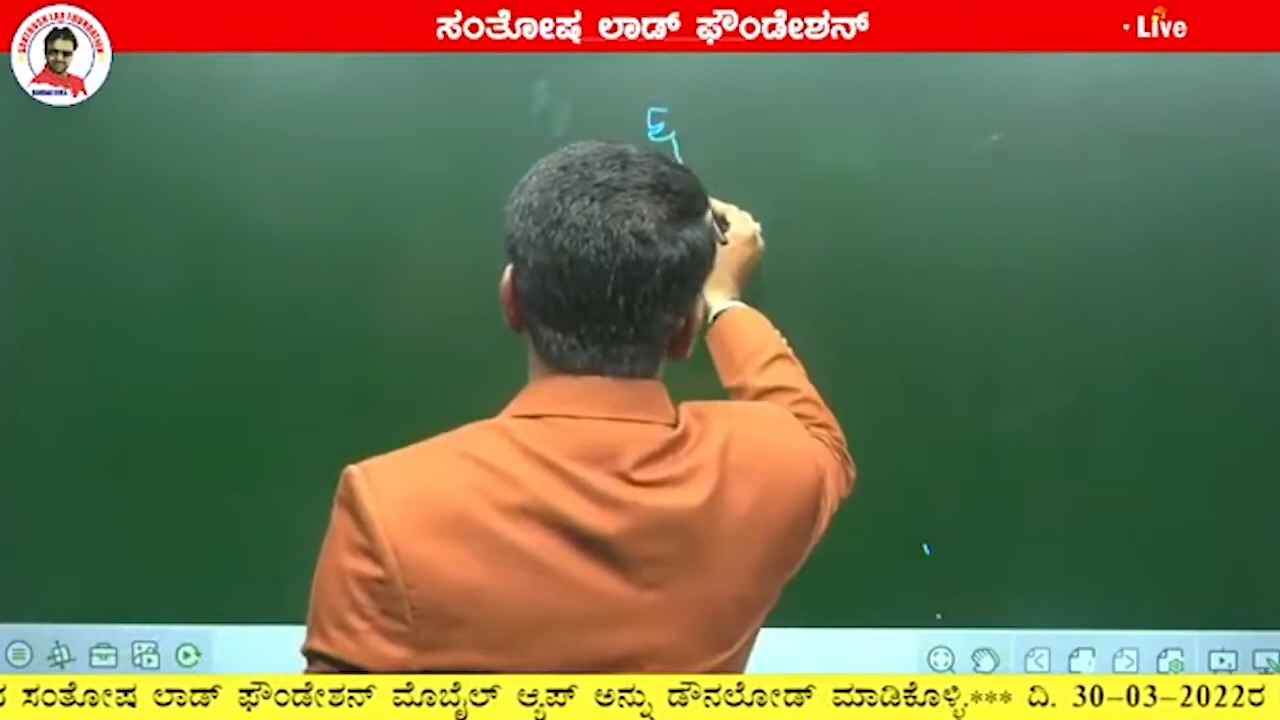 ಸಂತೋಷ ಲಾಡ್ ಫೌಂಡೇಶನ್
Live
ಸಂತೋಷ ಲಾಡ್ ಫೌಂಡೇಶನ್ ಮೊಬೈಲ್ ಆ್ಯಪ್ ಅನ್ನು ಡೌನಲೋಡ್ ಮಾಡಿಕೊಳ್ಳಿ.*** ದಿ. 30-03-2022ರ